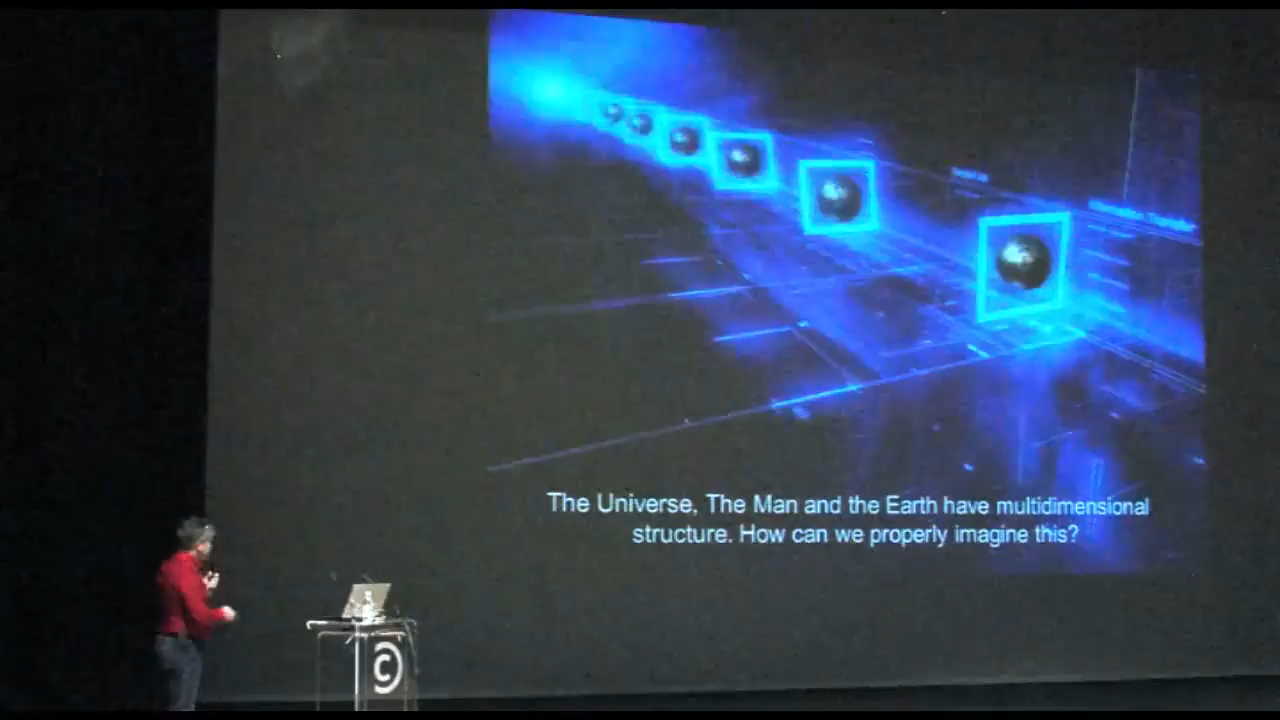 The Universe, The Man and the Earth have multidimensional
structure. How can we properly imagine this?
©